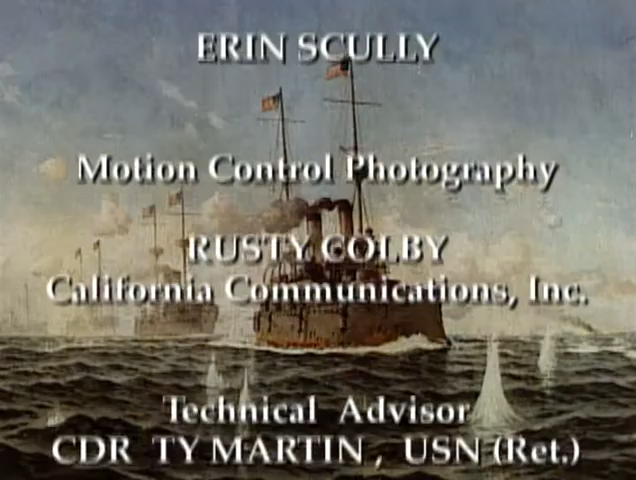 ERIN SCULLY
Motion Control Photography
RUSTY COLBY
California Communications, Inc.
Technical Advisor
CDR TY MARTIN, USN (Ret.)